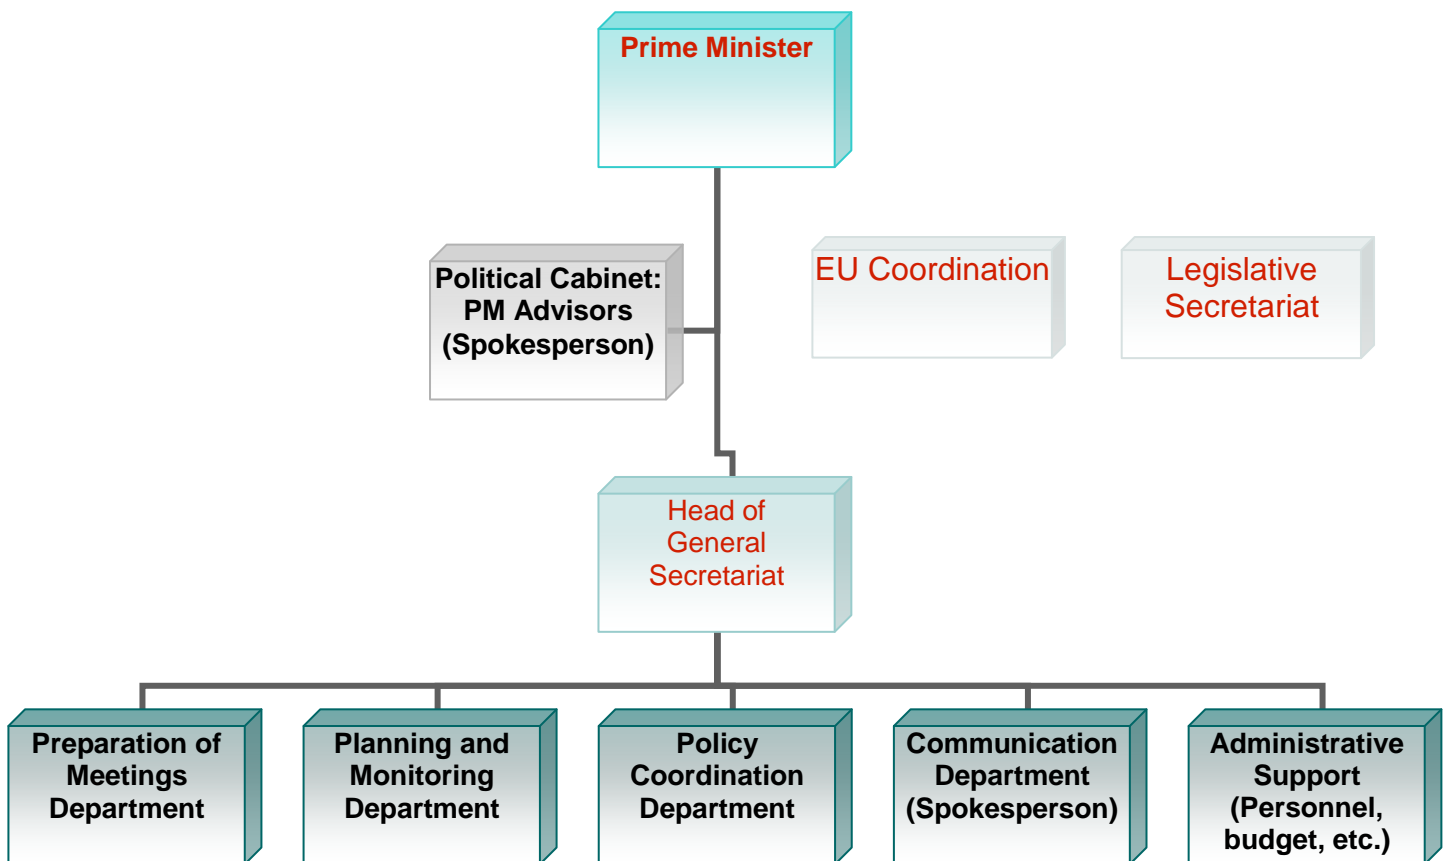 Prime Minister
Political Cabinet:
PM Advisors
(Spokesperson)
EU Coordination
Legislative
Secretariat
Head of
General
Secretariat
Preparation of
Meetings
Department
Planning and
Monitoring
Department
Policy
Coordination
Department
Communication
Department
(Spokesperson)
Administrative
Support
(Personnel,
budget, etc.)